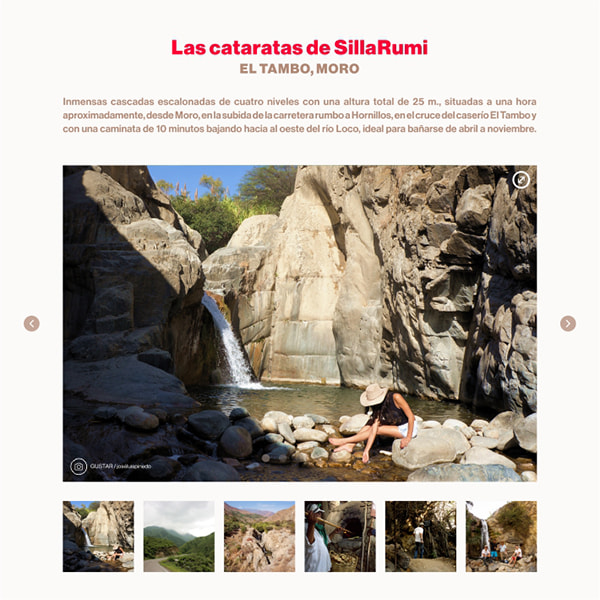 Las cataratas de SillaRumi
EL TAMBO, MORO
Inmensas cascadas escalonadas de cuatro niveles con una altura total de 25 m., situadas a una hora
aproximadamente, desde Moro, en la subida de la carretera rumbo a Hornillos, en el cruce del caserío El Tambo y
con una caminata de 10 minutos bajando hacia al oeste del río Loco, ideal para bañarse de abril a noviembre.
GUSTAR / joséluispinedo